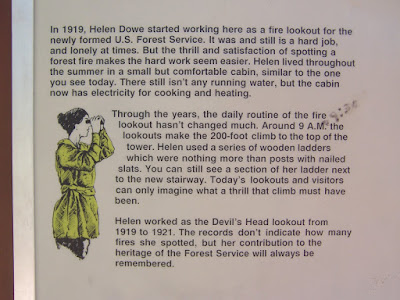 In 1919, Helen Dowe started working here as a fire lookout for the
newly formed U.S. Forest Service. It was and still is a hard job,
and lonely at times. But the thrill and satisfaction of spotting a
forest fire makes the hard work seem easier. Helen lived throughout
the summer in a small but comfortable cabin, similar to the one
you see today. There still isn't any running water, but the cabin
now has electricity for cooking and heating.
Through the years, the daily routine of the fire
9:30
lookout hasn't changed much. Around 9 A.M. the
lookouts make the 200-foot climb to the top of the
tower. Helen used a series of wooden ladders
which were nothing more than posts with nailed
slats. You can still see a section of her ladder next
to the new stairway. Today's lookouts and visitors
can only imagine what a thrill that climb must have
been.
Helen worked as the Devil's Head lookout from
1919 to 1921. The records don't indicate how many
fires she spotted, but her contribution to the
heritage of the Forest Service will always be
remembered.